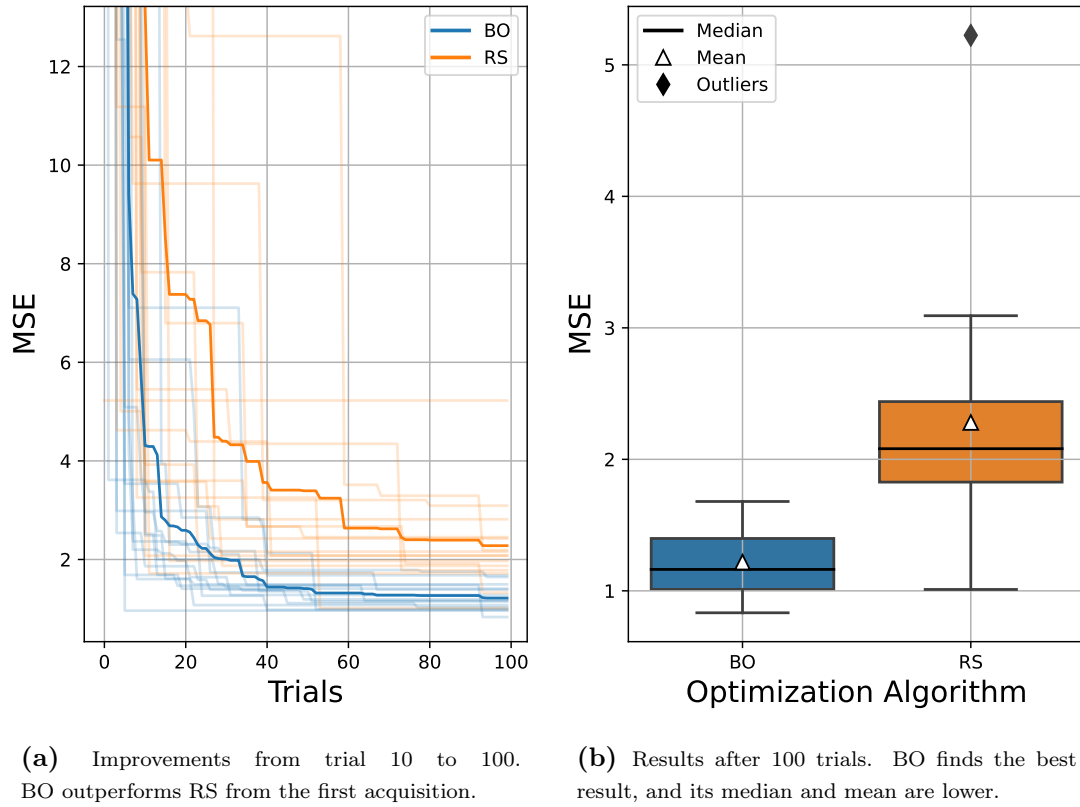 BO
RS
12
10
8
6
4
2
MSE
0
20
40
60
80
100
Trials
Median
Mean
Outliers
5
4
3
2
1
MSE
BO
RS
Optimization Algorithm
(a) Improvements from trial 10 to 100.
BO outperforms RS from the first acquisition.
(b) Results after 100 trials. BO finds the best
result, and its median and mean are lower.